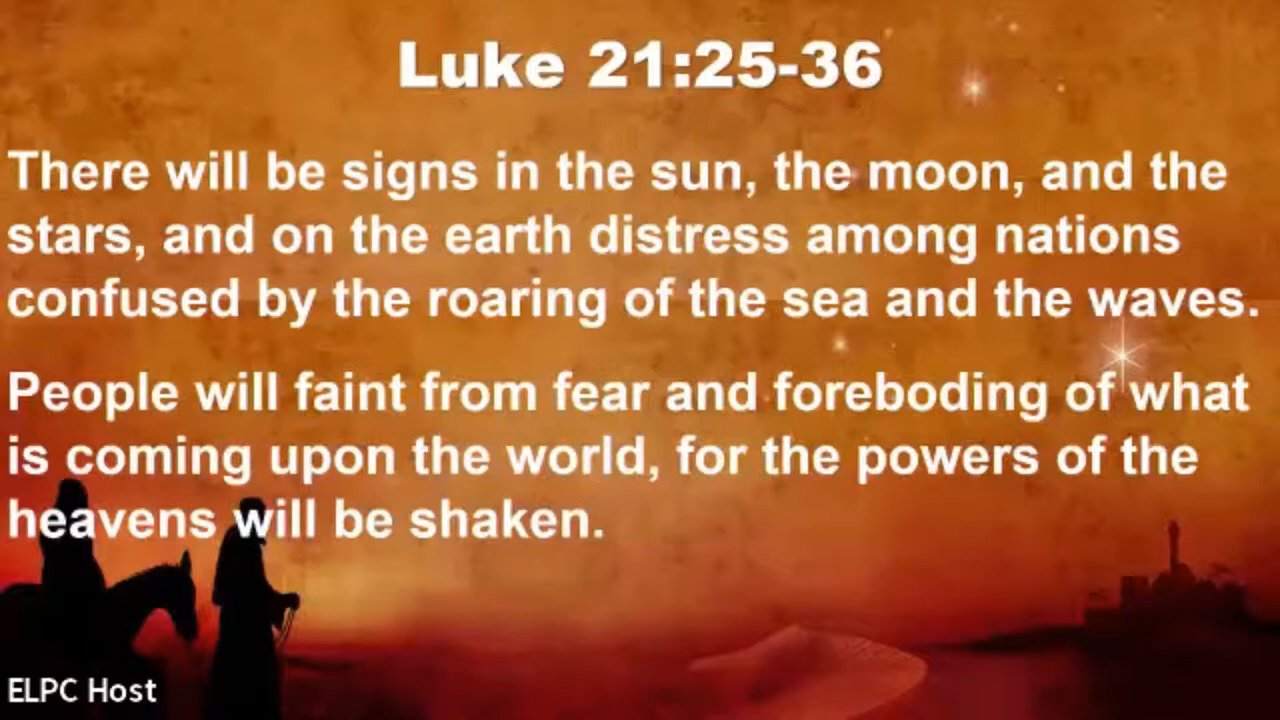 Luke 21:25-36
There will be signs in the sun, the moon, and the
stars, and on the earth distress among nations
confused by the roaring of the sea and the waves.
People will faint from fear and foreboding of what
is coming upon the world, for the powers of the
heavens will be shaken.
ELPC Host